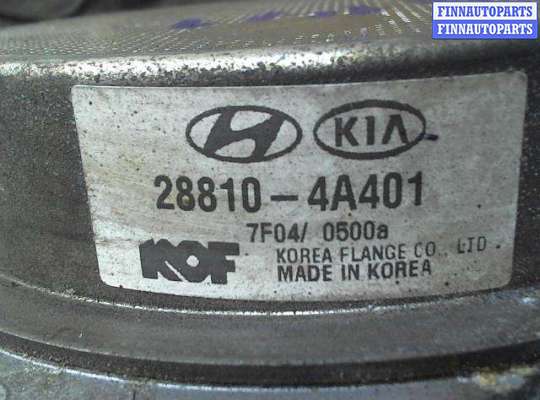 FINNAUTOPARTS
FINNAUTOPARTS
H KIA
28810-4A401
7F04/ 0500a
KOF KOREA FLANGE CO., LTD.
MADE IN KOREA